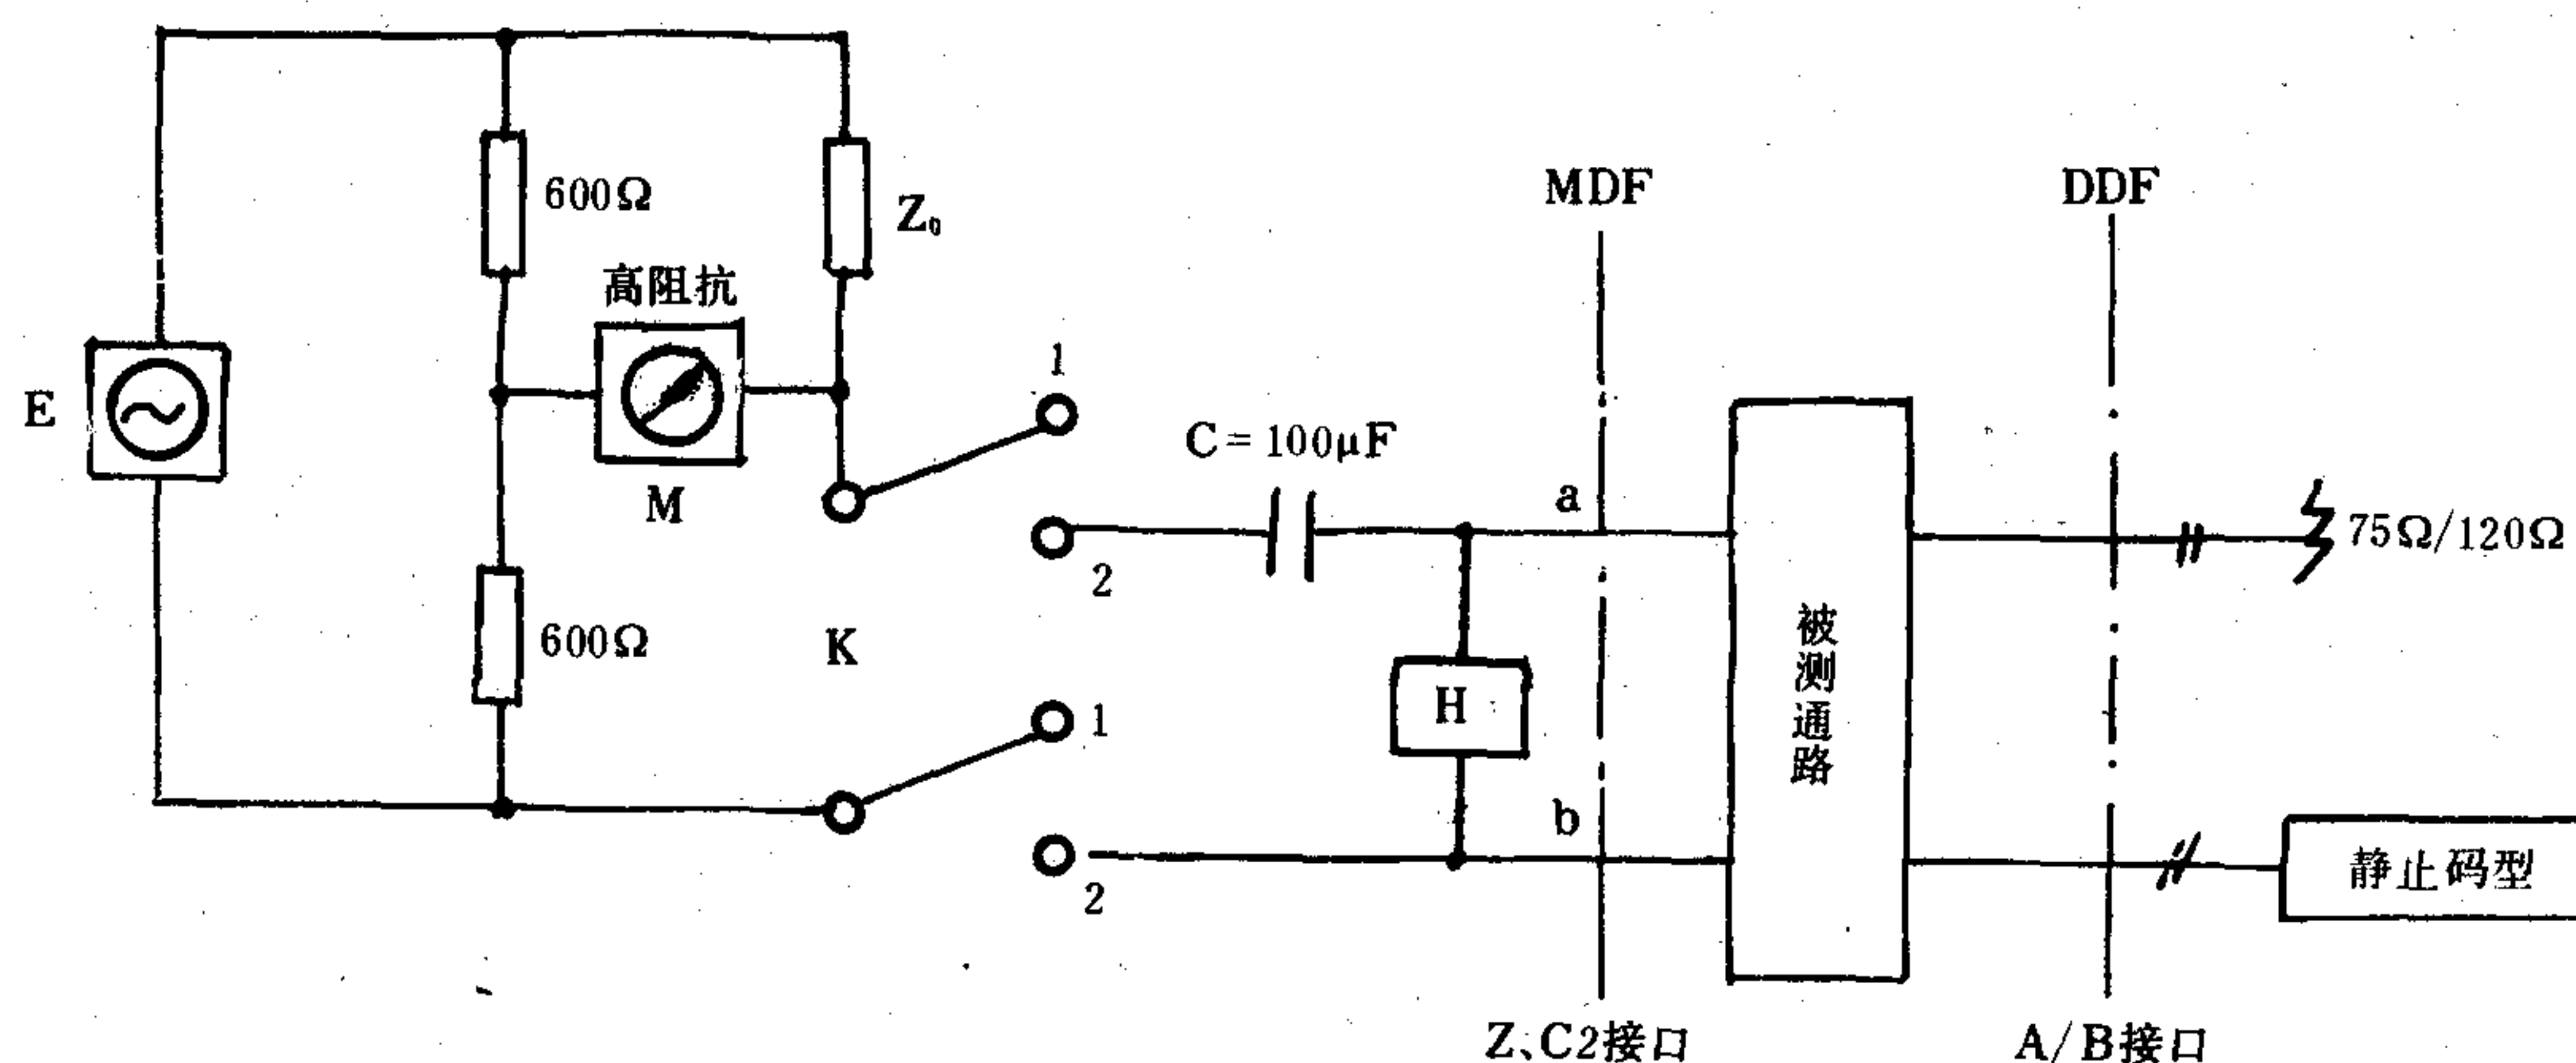 600Ω
Z₀
MDF
DDF
高阻抗
E
M
1
C=100μF
2
a
75Ω/120Ω
600Ω
K
1
H
被测通路
b
2
静止码型
Z、C2接口
A/B接口